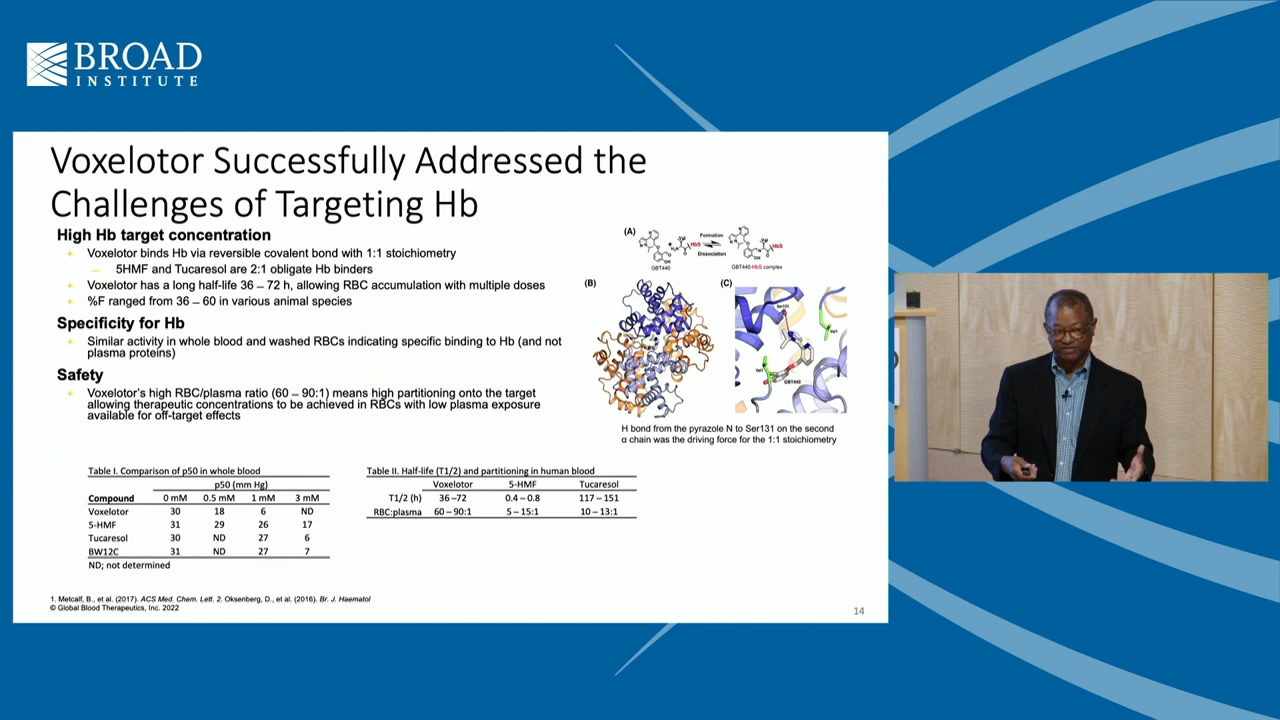 BROAD
INSTITUTE
Voxelotor Successfully Addressed the
Challenges of Targeting Hb
High Hb target concentration
Voxelotor binds Hb via reversible covalent bond with 1:1 stoichiometry
5HMF and Tucaresol are 2:1 obligate Hb binders
Voxelotor has a long half-life 36 – 72 h, allowing RBC accumulation with multiple doses
%F ranged from 36 – 60 in various animal species
Specificity for Hb
Similar activity in whole blood and washed RBCs indicating specific binding to Hb (and not
plasma proteins)
Safety
Voxelotor's high RBC/plasma ratio (60 – 90:1) means high partitioning onto the target
allowing therapeutic concentrations to be achieved in RBCs with low plasma exposure
available for off-target effects
(A)
Formation
Dissociation
HbS
HbS
GBT440
GBT440-HbS complex
(B)
(C)
Ser131
Val1
Val1
GBT440
H bond from the pyrazole N to Ser131 on the second
α chain was the driving force for the 1:1 stoichiometry
Table I. Comparison of p50 in whole blood
p50 (mm Hg)
Compound 0 mM 0.5 mM 1 mM 3 mM
Voxelotor 30 18 6 ND
5-HMF 31 29 26 17
Tucaresol 30 ND 27 6
BW12C 31 ND 27 7
ND; not determined
Table II. Half-life (T1/2) and partitioning in human blood
Voxelotor 5-HMF Tucaresol
T1/2 (h) 36–72 0.4 – 0.8 117 – 151
RBC:plasma 60 – 90:1 5 – 15:1 10 – 13:1
1. Metcalf, B., et al. (2017). ACS Med. Chem. Lett. 2. Oksenberg, D., et al. (2016). Br. J. Haematol
© Global Blood Therapeutics, Inc. 2022
14